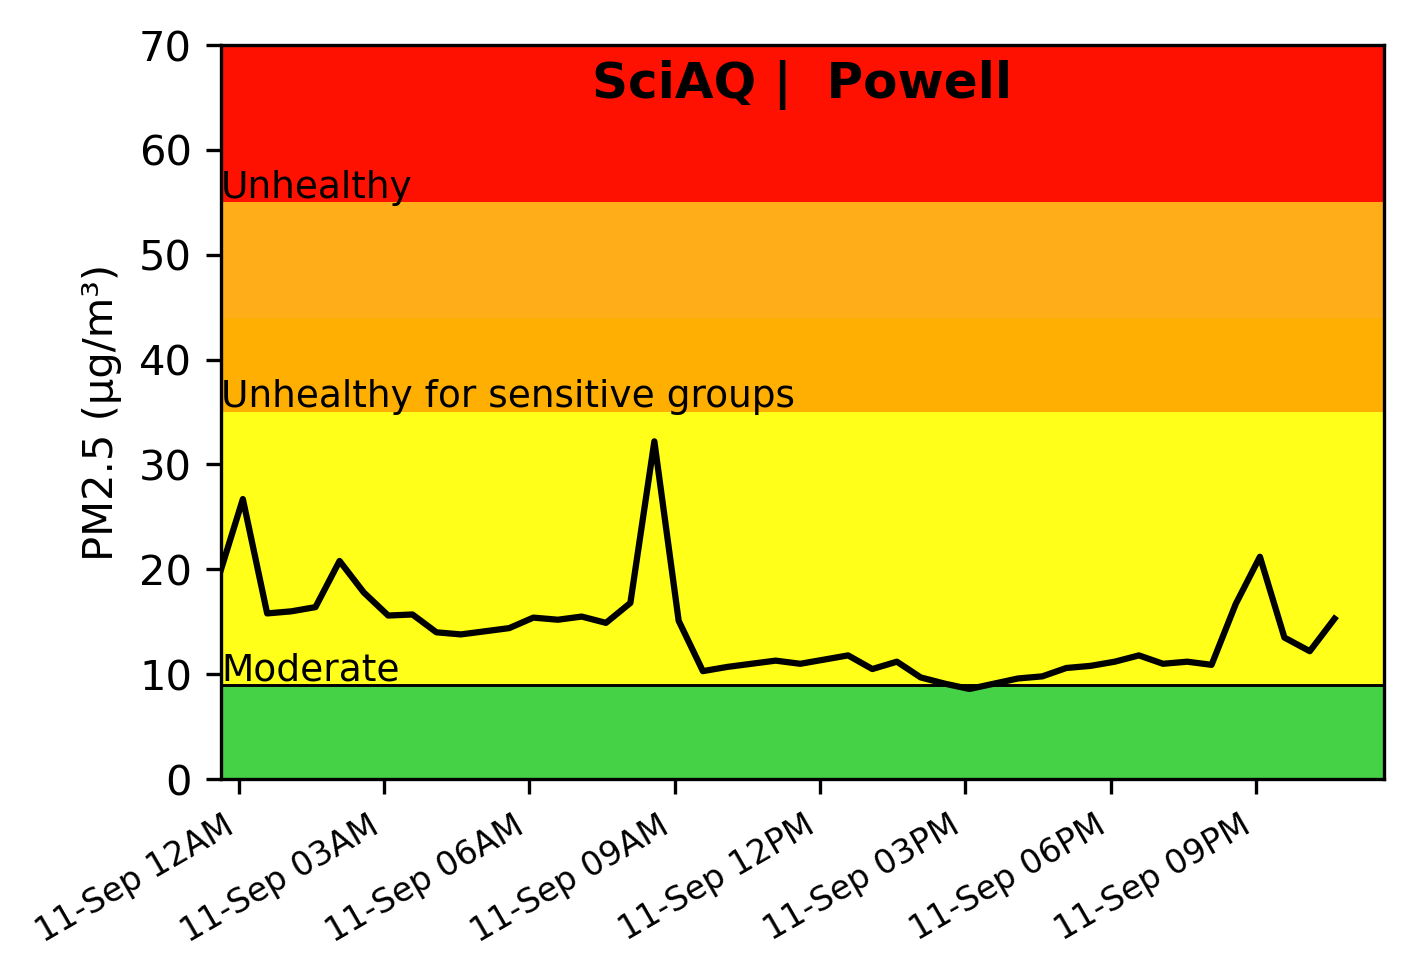 SciAQ |  Powell
PM2.5 (µg/m³)
70
60
50
40
30
20
10
0
Unhealthy
Unhealthy for sensitive groups
Moderate
11-Sep 12AM
11-Sep 03AM
11-Sep 06AM
11-Sep 09AM
11-Sep 12PM
11-Sep 03PM
11-Sep 06PM
11-Sep 09PM